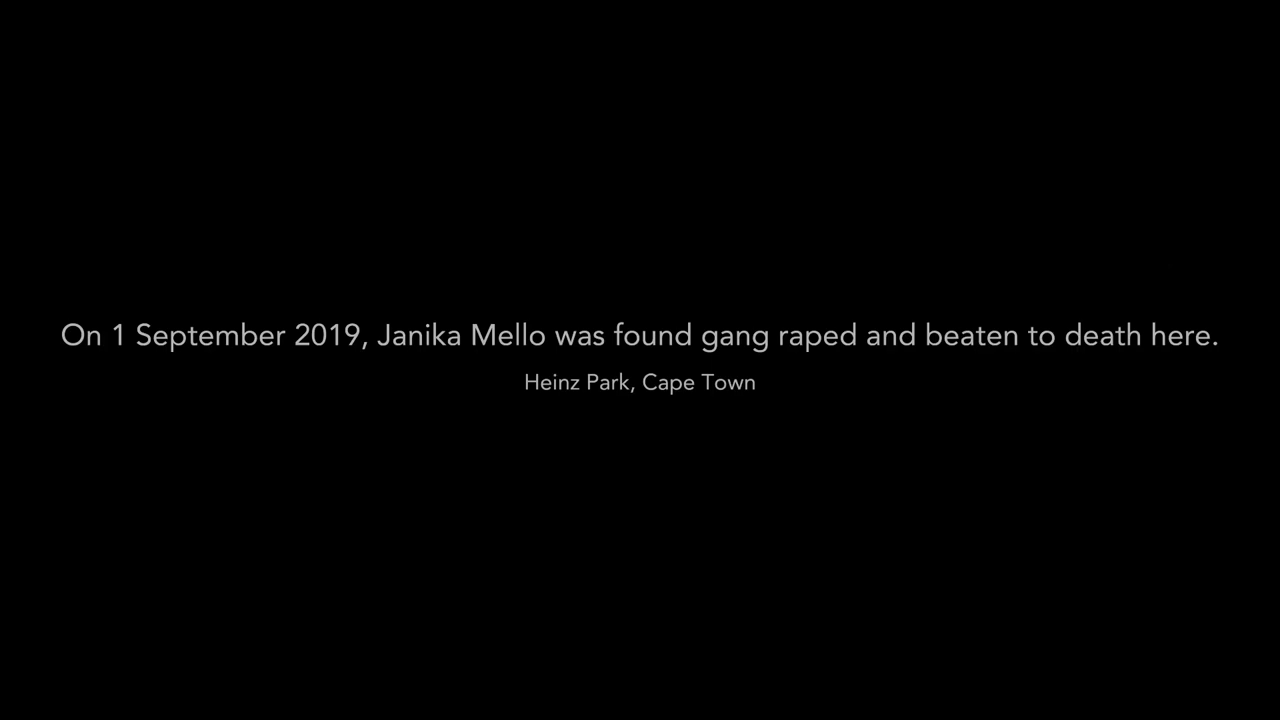 On 1 September 2019, Janika Mello was found gang raped and beaten to death here.
Heinz Park, Cape Town